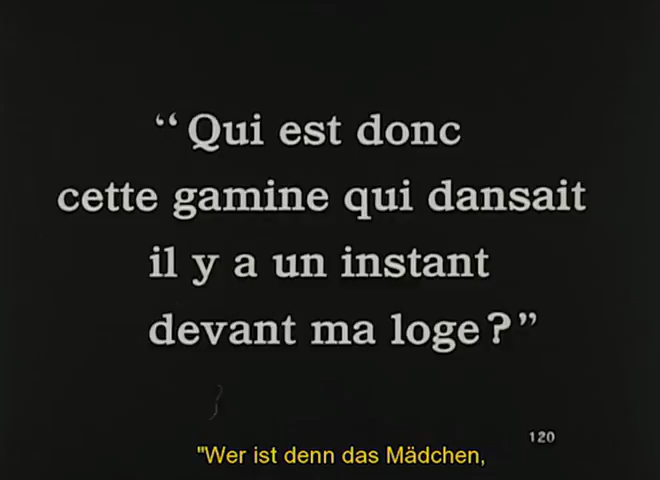 “Qui est donc
cette gamine qui dansait
il y a un instant
devant ma loge?”
120
"Wer ist denn das Mädchen,